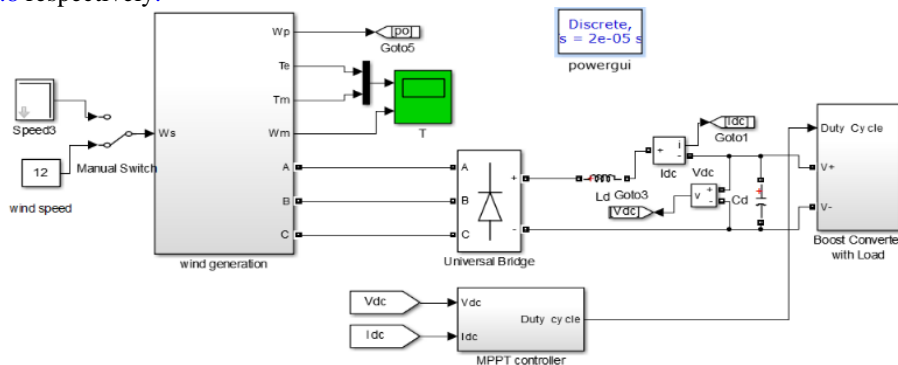 respectively.
Discrete,
s = 2e-05 s
powergui
Wp
[po]
Goto5
Te
Tm
T
Wm
Speed3
Manual Switch
Ws
12
wind speed
A
B
C
wind generation
A
B
C
+
-
Universal Bridge
Ld
+
i
-
Idc
[Idc]
Goto1
Goto3
[Vdc]
Vdc
v
+
-
+
Cd
Duty Cycle
V+
V-
Boost Converter
with Load
Vdc
Idc
Vdc
Idc
Duty cycle
MPPT controller